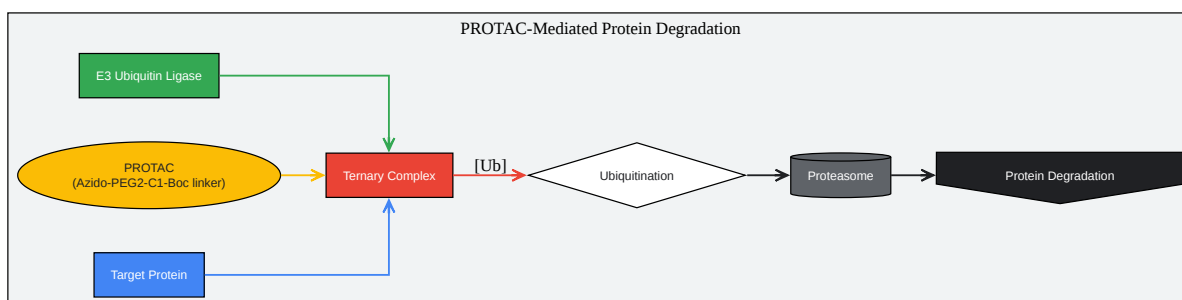 PROTAC-Mediated Protein Degradation
E3 Ubiquitin Ligase
PROTAC
(Azido-PEG2-C1-Boc linker)
Ternary Complex
[Ub]
Ubiquitination
Proteasome
Protein Degradation
Target Protein